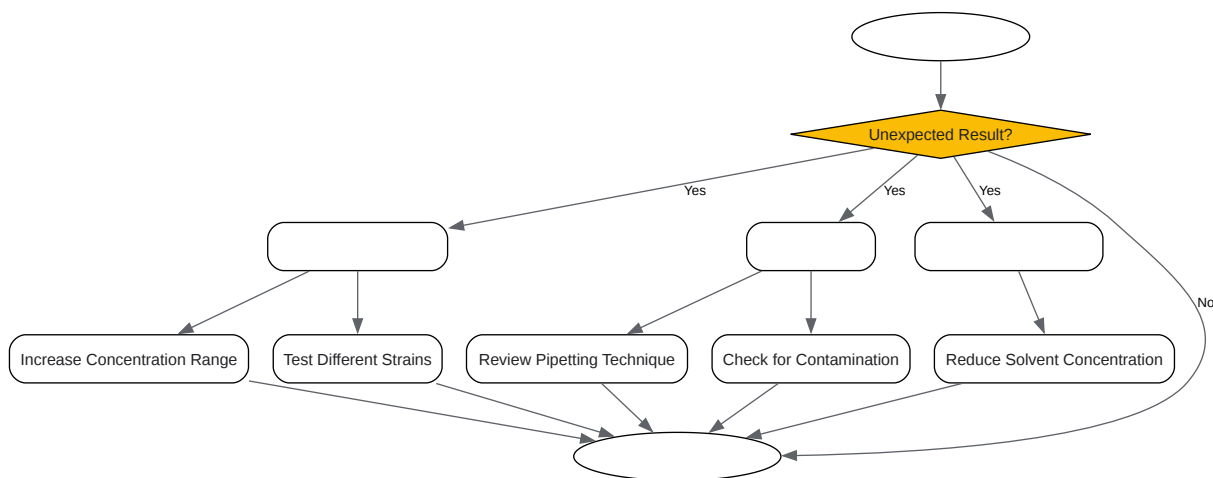 Unexpected Result?
Yes
Yes
Yes
No
Increase Concentration Range
Test Different Strains
Review Pipetting Technique
Check for Contamination
Reduce Solvent Concentration